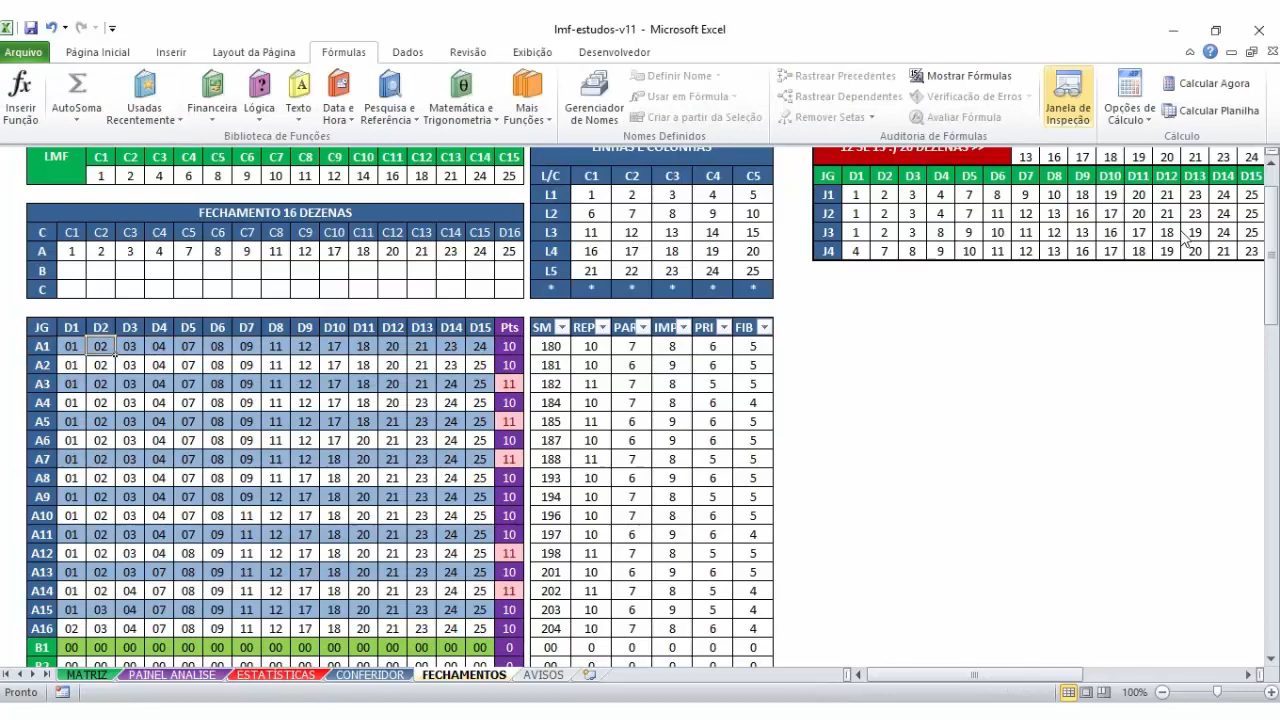 lmf-estudos-v11 - Microsoft Excel
Arquivo Página Inicial Inserir Layout da Página Fórmulas Dados Revisão Exibição Desenvolvedor
Inserir Função
AutoSoma
Usadas Recentemente
Financeira
Lógica
Texto
Data e Hora
Pesquisa e Referência
Matemática e Trigonometria
Mais Funções
Biblioteca de Funções
Gerenciador de Nomes
Definir Nome
Usar em Fórmula
Criar a partir da Seleção
Nomes Definidos
Rastrear Precedentes
Rastrear Dependentes
Remover Setas
Mostrar Fórmulas
Verificação de Erros
Avaliar Fórmula
Auditoria de Fórmulas
Janela de Inspeção
Opções de Cálculo
Calcular Agora
Calcular Planilha
Cálculo
LMF C1 C2 C3 C4 C5 C6 C7 C8 C9 C10 C11 C12 C13 C14 C15
1 2 4 5 6 8 9 10 11 12 16 18 21 24 25
FECHAMENTO 16 DEZENAS
C C1 C2 C3 C4 C5 C6 C7 C8 C9 C10 C11 C12 C13 C14 C15 D16
A 1 2 3 4 7 8 9 11 12 17 18 20 21 23 24 25
B
C
LINHAS E COLUNAS
L/C C1 C2 C3 C4 C5
L1 1 2 3 4 5
L2 6 7 8 9 10
L3 11 12 13 14 15
L4 16 17 18 19 20
L5 21 22 23 24 25
* * * * *
12 SE 15 :) 20 DEZENAS >> 13 16 17 18 19 20 21 23 24
JG D1 D2 D3 D4 D5 D6 D7 D8 D9 D10 D11 D12 D13 D14 D15
J1 1 2 3 4 7 8 9 10 18 19 20 21 23 24 25
J2 1 2 3 4 7 11 12 13 16 17 20 21 23 24 25
J3 1 2 3 8 9 10 11 12 13 16 17 18 19 24 25
J4 4 7 8 9 10 11 12 13 16 17 18 19 20 21 23
JG D1 D2 D3 D4 D5 D6 D7 D8 D9 D10 D11 D12 D13 D14 D15 Pts SM REP PAR IMP PRI FIB
A1 01 02 03 04 07 08 09 11 12 17 18 20 21 23 24 10 180 10 7 8 6 5
A2 01 02 03 04 07 08 09 11 12 17 18 20 21 23 25 10 181 10 6 9 6 5
A3 01 02 03 04 07 08 09 11 12 17 18 20 21 24 25 11 182 11 7 8 5 5
A4 01 02 03 04 07 08 09 11 12 17 18 20 23 24 25 10 184 10 7 8 6 4
A5 01 02 03 04 07 08 09 11 12 17 18 21 23 24 25 11 185 11 6 9 6 5
A6 01 02 03 04 07 08 09 11 12 17 20 21 23 24 25 10 187 10 6 9 6 5
A7 01 02 03 04 07 08 09 11 12 18 20 21 23 24 25 11 188 11 7 8 5 5
A8 01 02 03 04 07 08 09 11 17 18 20 21 23 24 25 10 193 10 6 9 6 5
A9 01 02 03 04 07 08 09 12 17 18 20 21 23 24 25 10 194 10 7 8 5 5
A10 01 02 03 04 07 08 11 12 17 18 20 21 23 24 25 10 196 10 7 8 6 5
A11 01 02 03 04 07 09 11 12 17 18 20 21 23 24 25 10 197 10 6 9 6 4
A12 01 02 03 04 08 09 11 12 17 18 20 21 23 24 25 11 198 11 7 8 5 5
A13 01 02 03 07 08 09 11 12 17 18 20 21 23 24 25 10 201 10 6 9 6 5
A14 01 02 04 07 08 09 11 12 17 18 20 21 23 24 25 11 202 11 7 8 5 4
A15 01 03 04 07 08 09 11 12 17 18 20 21 23 24 25 10 203 10 6 9 5 4
A16 02 03 04 07 08 09 11 12 17 18 20 21 23 24 25 10 204 10 7 8 6 4
B1 00 00 00 00 00 00 00 00 00 00 00 00 00 00 00 0 00 00 0 0 0 0
MATRIZ PAINEL ANALISE ESTATÍSTICAS CONFERIDOR FECHAMENTOS AVISOS
Pronto 100%